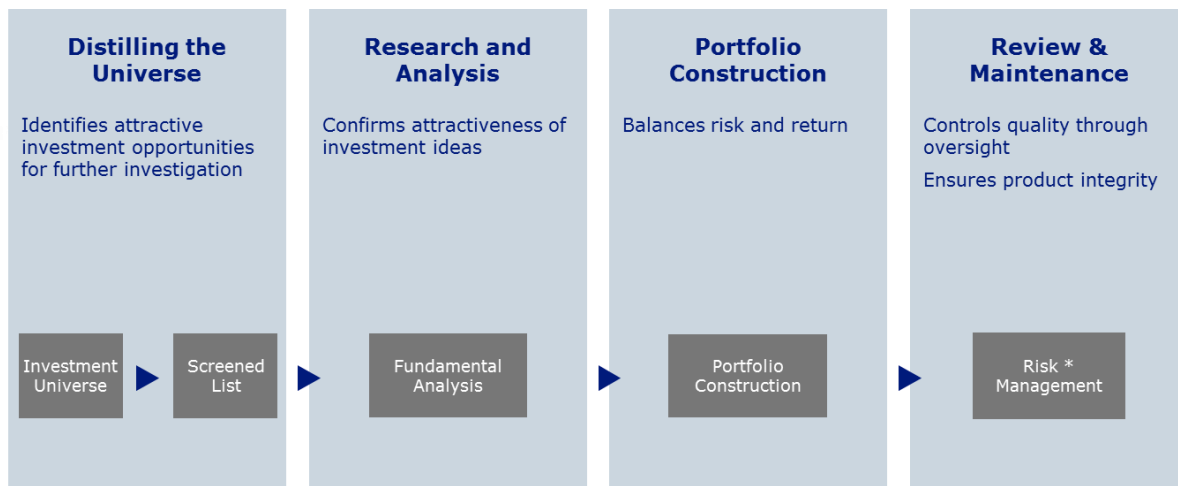 Distilling the
Universe
Identifies attractive
investment opportunities
for further investigation
Investment
Universe
Screened
List
Research and
Analysis
Confirms attractiveness of
investment ideas
Fundamental
Analysis
Portfolio
Construction
Balances risk and return
Portfolio
Construction
Review &
Maintenance
Controls quality through
oversight
Ensures product integrity
Risk *
Management